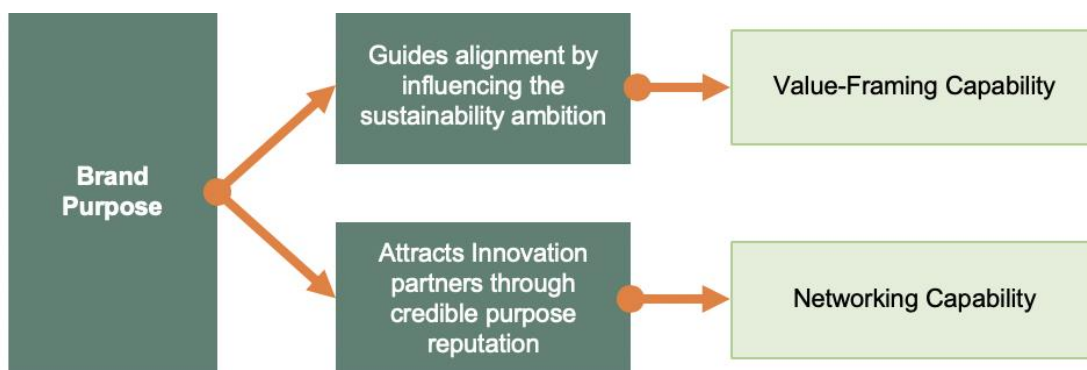 Brand
Purpose
Guides alignment by
influencing the
sustainability ambition
Value-Framing Capability
Attracts Innovation
partners through
credible purpose
reputation
Networking Capability